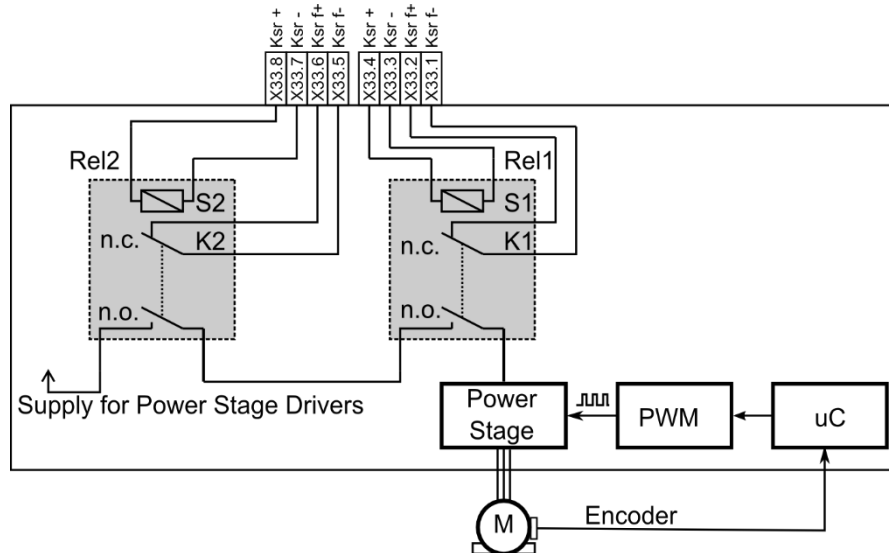 Ksr +
Ksr -
Ksr f+
Ksr f-
Ksr +
Ksr -
Ksr f+
Ksr f-
X33.8
X33.7
X33.6
X33.5
X33.4
X33.3
X33.2
X33.1
Rel2
Rel1
S2
S1
n.c.
K2
n.c.
K1
n.o.
n.o.
Supply for Power Stage Drivers
Power
Stage
PWM
uC
M
Encoder